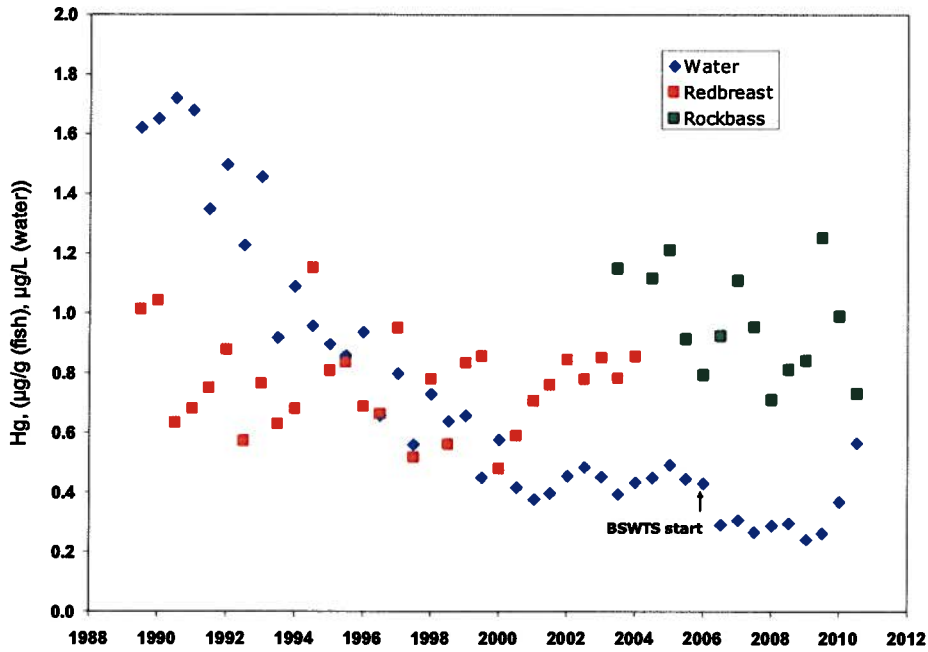 2.0
1.8
1.6
1.4
1.2
1.0
0.8
0.6
0.4
0.2
0.0
Hg, (µg/g (fish), µg/L (water))
Water
Redbreast
Rockbass
BSWTS start
1988 1990 1992 1994 1996 1998 2000 2002 2004 2006 2008 2010 2012